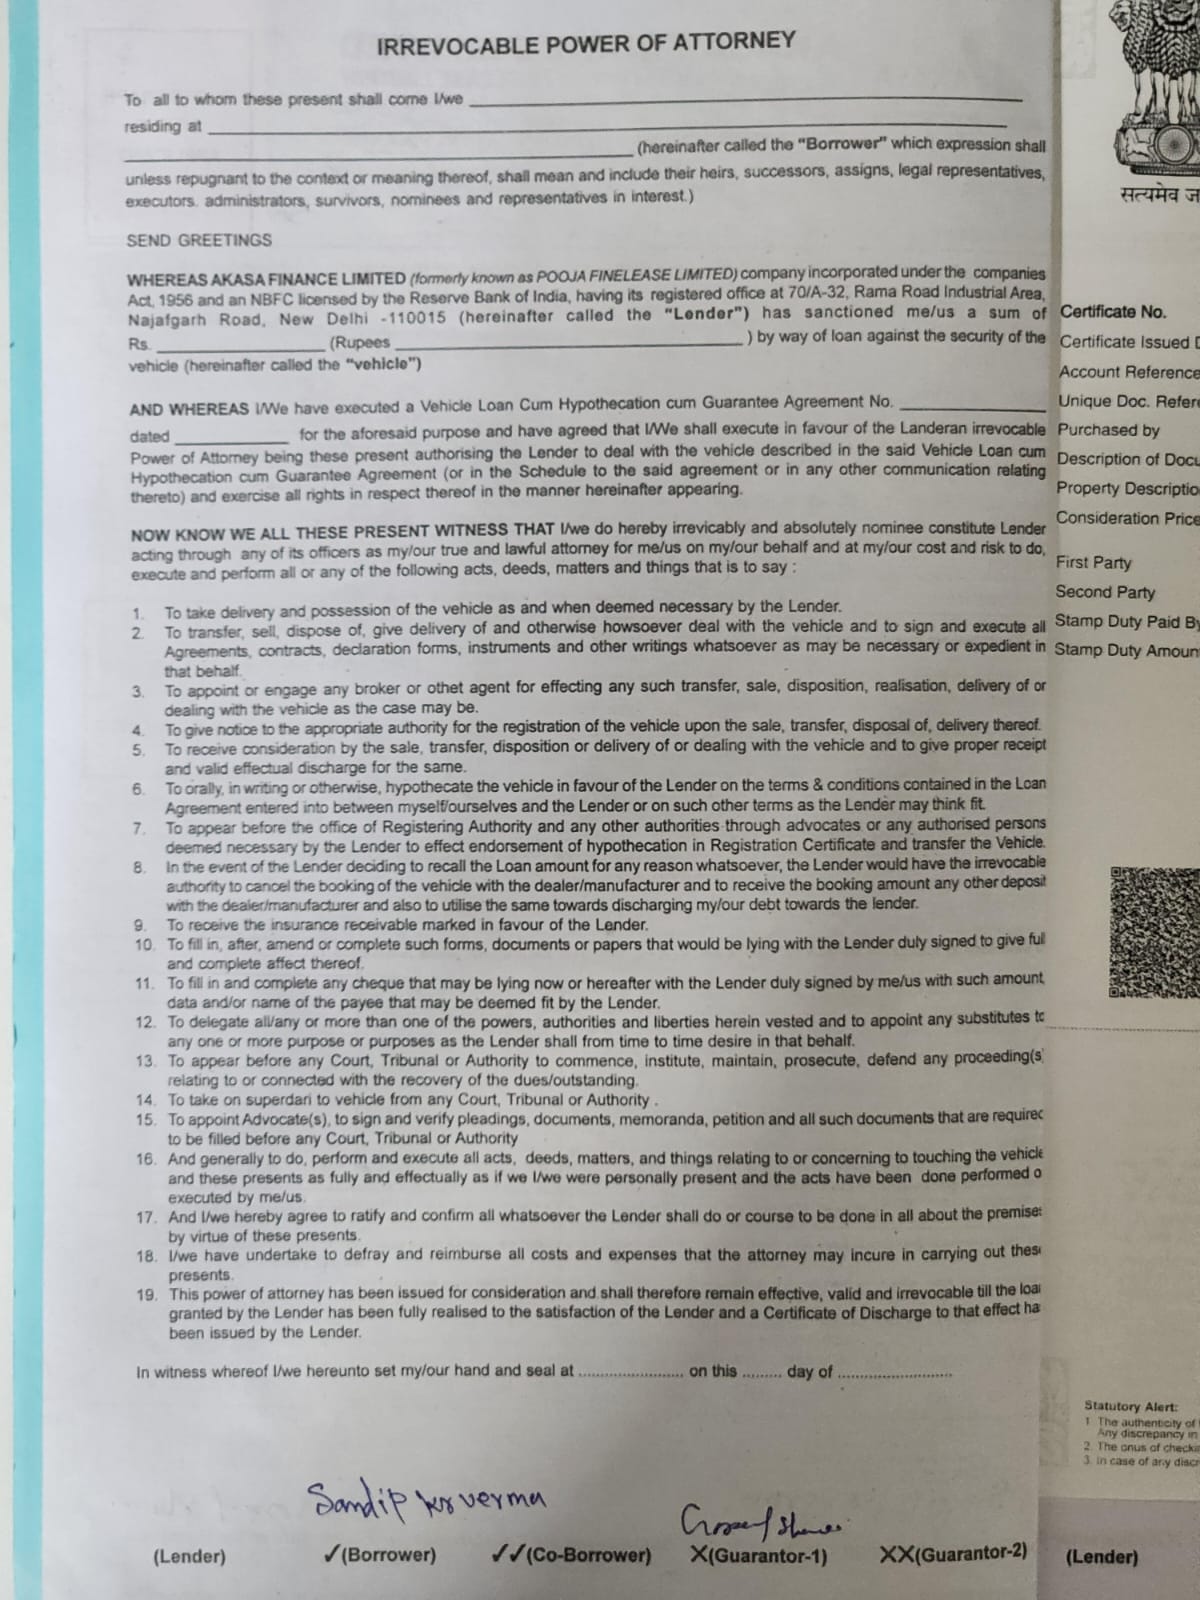 IRREVOCABLE POWER OF ATTORNEY
To all to whom these present shall come I/we
residing at
(hereinafter called the "Borrower" which expression shall
unless repugnant to the context or meaning thereof, shall mean and include their heirs, successors, assigns, legal representatives,
executors. administrators, survivors, nominees and representatives in interest.)
SEND GREETINGS
WHEREAS AKASA FINANCE LIMITED (formerly known as POOJA FINELEASE LIMITED) company incorporated under the companies
Act, 1956 and an NBFC licensed by the Reserve Bank of India, having its registered office at 70/A-32, Rama Road Industrial Area,
Najafgarh Road, New Delhi -110015 (hereinafter called the "Lender") has sanctioned me/us a sum of
Rs. (Rupees ) by way of loan against the security of the
vehicle (hereinafter called the "vehicle")
AND WHEREAS I/We have executed a Vehicle Loan Cum Hypothecation cum Guarantee Agreement No.
dated for the aforesaid purpose and have agreed that I/We shall execute in favour of the Landeran irrevocable
Power of Attorney being these present authorising the Lender to deal with the vehicle described in the said Vehicle Loan cum
Hypothecation cum Guarantee Agreement (or in the Schedule to the said agreement or in any other communication relating
thereto) and exercise all rights in respect thereof in the manner hereinafter appearing.
NOW KNOW WE ALL THESE PRESENT WITNESS THAT I/we do hereby irrevicably and absolutely nominee constitute Lender
acting through any of its officers as my/our true and lawful attorney for me/us on my/our behalf and at my/our cost and risk to do,
execute and perform all or any of the following acts, deeds, matters and things that is to say :
1. To take delivery and possession of the vehicle as and when deemed necessary by the Lender.
2. To transfer, sell, dispose of, give delivery of and otherwise howsoever deal with the vehicle and to sign and execute all
Agreements, contracts, declaration forms, instruments and other writings whatsoever as may be necessary or expedient in
that behalf.
3. To appoint or engage any broker or othet agent for effecting any such transfer, sale, disposition, realisation, delivery of or
dealing with the vehicle as the case may be.
4. To give notice to the appropriate authority for the registration of the vehicle upon the sale, transfer, disposal of, delivery thereof.
5. To receive consideration by the sale, transfer, disposition or delivery of or dealing with the vehicle and to give proper receipt
and valid effectual discharge for the same.
6. To orally, in writing or otherwise, hypothecate the vehicle in favour of the Lender on the terms & conditions contained in the Loan
Agreement entered into between myself/ourselves and the Lender or on such other terms as the Lender may think fit.
7. To appear before the office of Registering Authority and any other authorities through advocates or any authorised persons
deemed necessary by the Lender to effect endorsement of hypothecation in Registration Certificate and transfer the Vehicle.
8. In the event of the Lender deciding to recall the Loan amount for any reason whatsoever, the Lender would have the irrevocable
authority to cancel the booking of the vehicle with the dealer/manufacturer and to receive the booking amount any other deposit
with the dealer/manufacturer and also to utilise the same towards discharging my/our debt towards the lender.
9. To receive the insurance receivable marked in favour of the Lender.
10. To fill in, after, amend or complete such forms, documents or papers that would be lying with the Lender duly signed to give full
and complete affect thereof.
11. To fill in and complete any cheque that may be lying now or hereafter with the Lender duly signed by me/us with such amount,
data and/or name of the payee that may be deemed fit by the Lender.
12. To delegate all/any or more than one of the powers, authorities and liberties herein vested and to appoint any substitutes to
any one or more purpose or purposes as the Lender shall from time to time desire in that behalf.
13. To appear before any Court, Tribunal or Authority to commence, institute, maintain, prosecute, defend any proceeding(s)
relating to or connected with the recovery of the dues/outstanding.
14. To take on superdari to vehicle from any Court, Tribunal or Authority .
15. To appoint Advocate(s), to sign and verify pleadings, documents, memoranda, petition and all such documents that are required
to be filled before any Court, Tribunal or Authority
16. And generally to do, perform and execute all acts, deeds, matters, and things relating to or concerning to touching the vehicle
and these presents as fully and effectually as if we I/we were personally present and the acts have been done performed o
executed by me/us.
17. And I/we hereby agree to ratify and confirm all whatsoever the Lender shall do or course to be done in all about the premise
by virtue of these presents.
18. I/we have undertake to defray and reimburse all costs and expenses that the attorney may incure in carrying out these
presents.
19. This power of attorney has been issued for consideration and shall therefore remain effective, valid and irrevocable till the loa
granted by the Lender has been fully realised to the satisfaction of the Lender and a Certificate of Discharge to that effect ha
been issued by the Lender.
In witness whereof I/we hereunto set my/our hand and seal at ........................ on this ......... day of ..........................
Sandip kr verma
(Lender) ✓(Borrower) ✓✓(Co-Borrower) X(Guarantor-1) XX(Guarantor-2)
सत्यमेव ज
Certificate No.
Certificate Issued D
Account Reference
Unique Doc. Refere
Purchased by
Description of Docu
Property Descriptio
Consideration Price
First Party
Second Party
Stamp Duty Paid By
Stamp Duty Amoun
Statutory Alert:
1 The authenticity of
Any discrepancy in
2. The onus of checki
3. In case of any discr
(Lender)